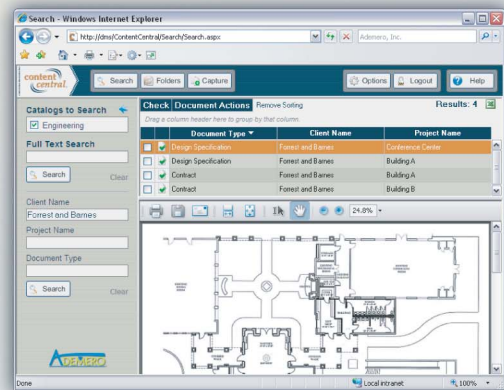 Search - Windows Internet Explorer
http://dms/ContentCentral/Search/Search.aspx
Ademero, Inc.
content central
Search
Folders
Capture
Options
Logout
Help
Catalogs to Search
Engineering
Full Text Search
Search
Clear
Client Name
Forrest and Barnes
Project Name
Document Type
Search
Clear
ADEMERO
Check Document Actions Remove Sorting
Results: 4
Drag a column header here to group by that column.
Document Type Client Name Project Name
Design Specification Forrest and Barnes Conference Center
Design Specification Forrest and Barnes Building A
Contract Forrest and Barnes Building A
Contract Forrest and Barnes Building B
24.8%
Done
Local intranet
100%